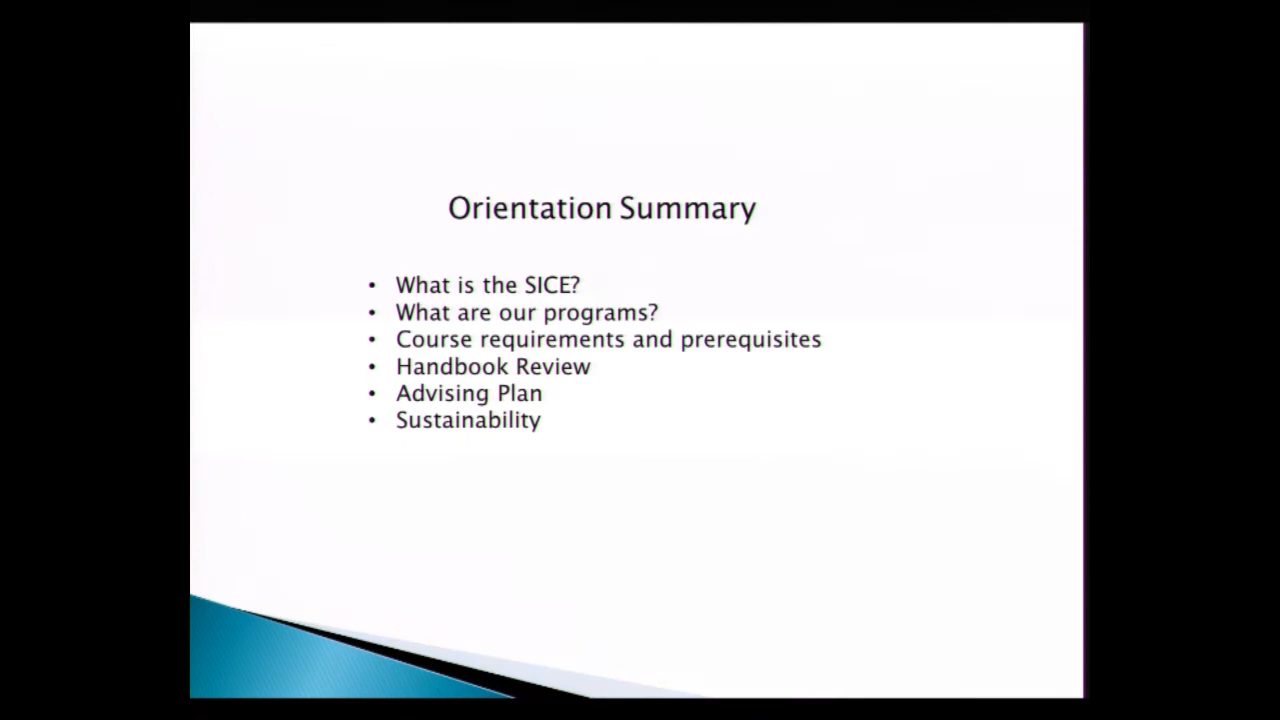 Orientation Summary
• What is the SICE?
• What are our programs?
• Course requirements and prerequisites
• Handbook Review
• Advising Plan
• Sustainability